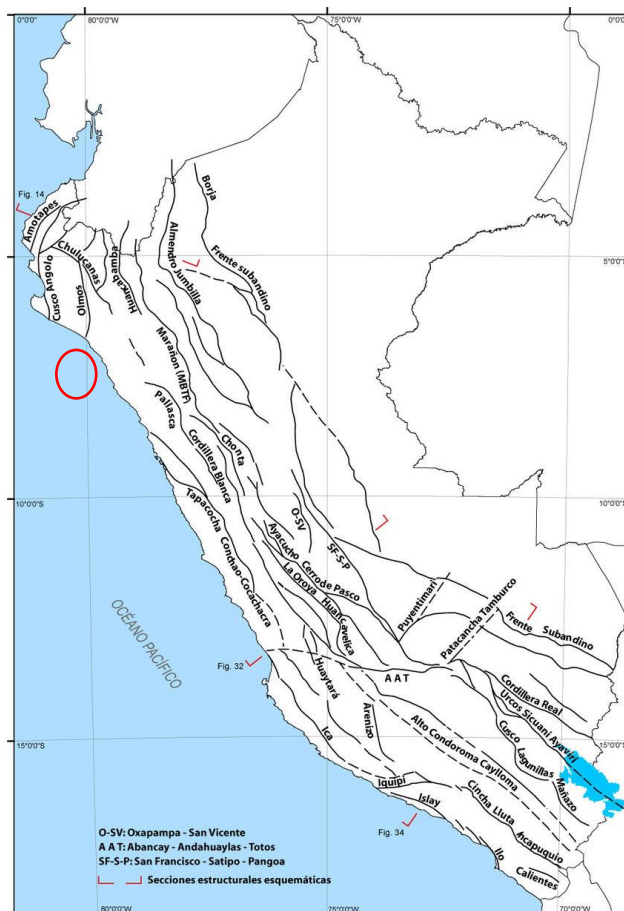 0°0'0"
80°0'0"W
75°0'0"W
70°0'0"W
0°0'0"S
Borja
Fig. 14
Amotapes
Almendro Jumbilla
Frente subandino
Chulucanas
Huancabamba
5°0'0"S
Cusco Angolo
Olmos
Marañon (MBTF)
Pallasca
Chonta
Cordillera Blanca
10°0'0"S
Tapacocha
Conchao-Cocachacra
O-SV
SF-S-P
Ayacucho
Cerro de Pasco
La Oroya
Huancavelica
Puyentimari
Patacancha Tamburco
Frente Subandino
OCÉANO PACÍFICO
Fig. 32
A A T
Huaytará
Cordillera Real
Urcos Sicuani Ayaviri
Arenizo
Alto Condoroma Caylloma
Cusco Lagunillas Mañazo
15°0'0"S
15°0'0"S
Ica
Iquipi
Islay
Cincha Lluta Incapuquio
Fig. 34
Ilo
Calientes
O-SV: Oxapampa - San Vicente
A A T: Abancay - Andahuaylas - Totos
SF-S-P: San Francisco - Satipo - Pangoa
Secciones estructurales esquemáticas
80°0'0"W
75°0'0"W
70°0'0"W